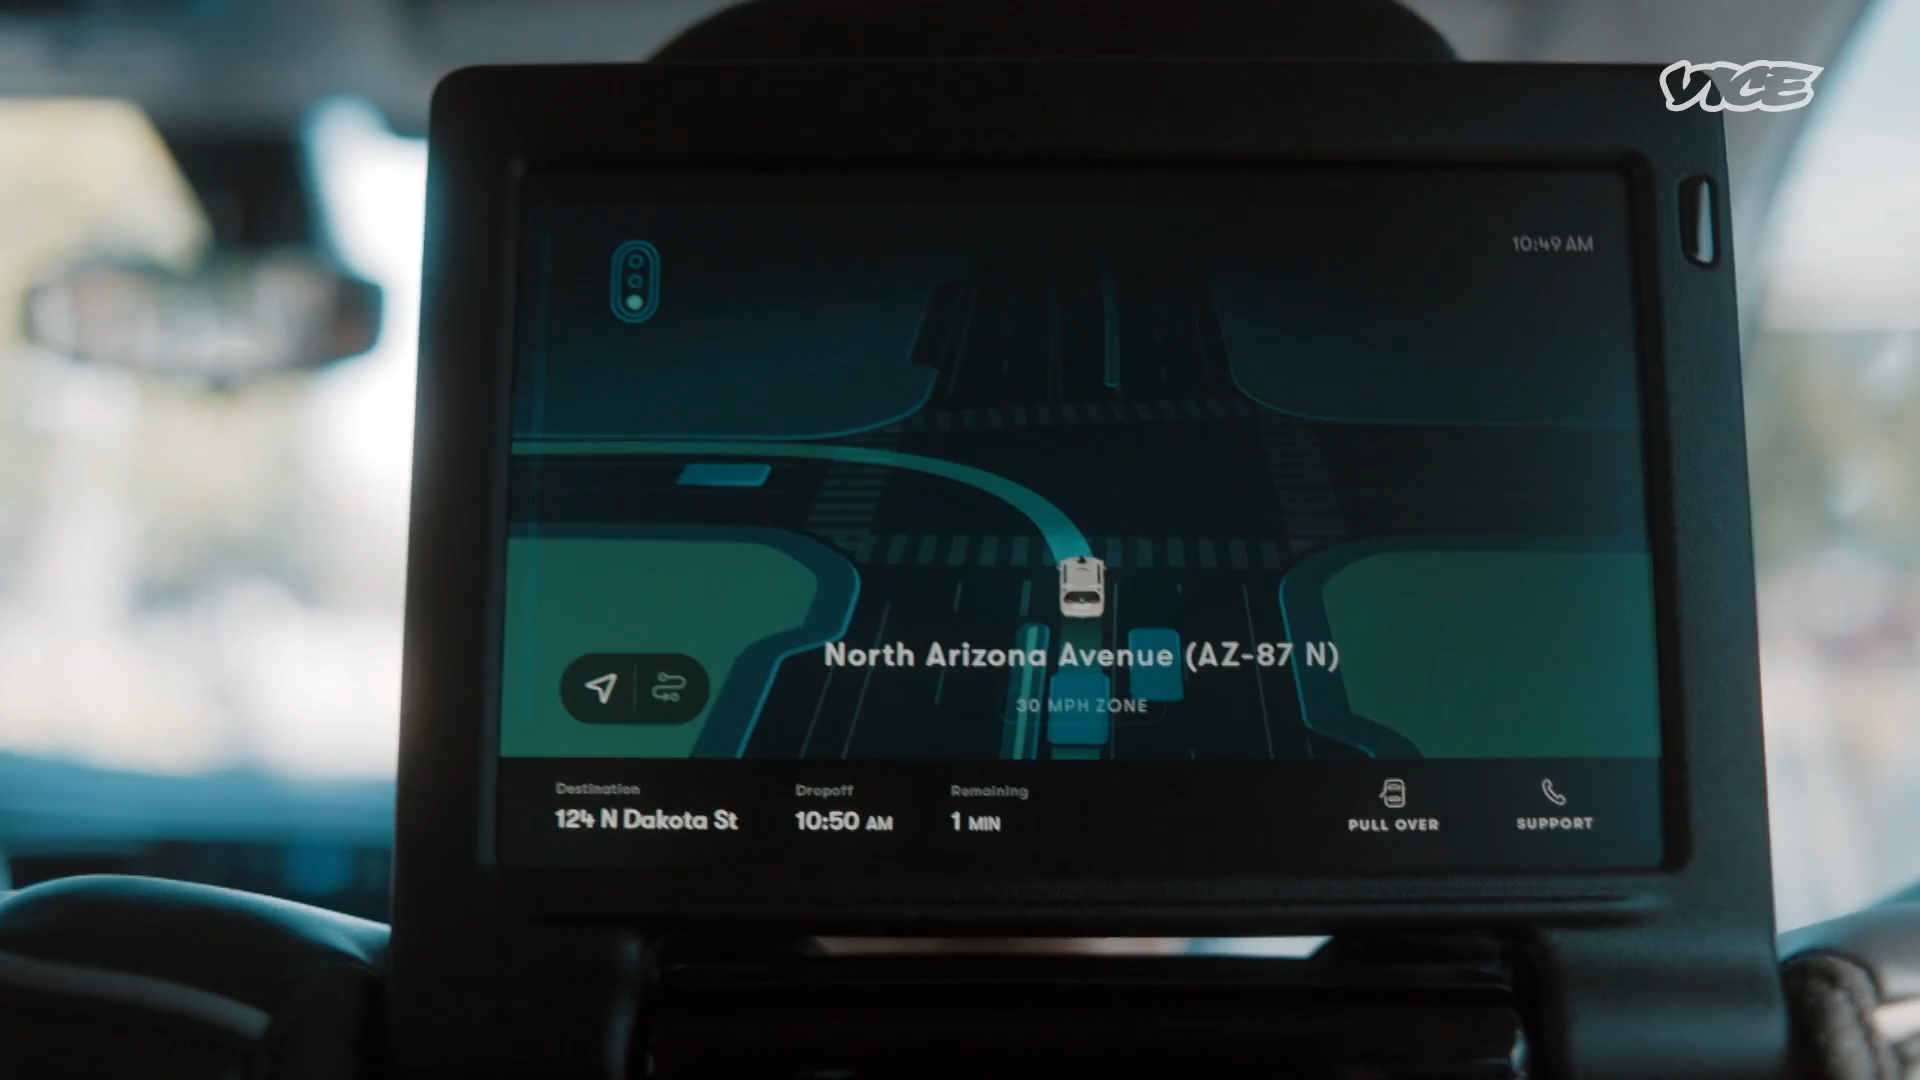 VICE
10:49 AM
North Arizona Avenue (AZ-87 N)
30 MPH ZONE
Destination
124 N Dakota St
Dropoff
10:50 AM
Remaining
1 MIN
PULL OVER
SUPPORT